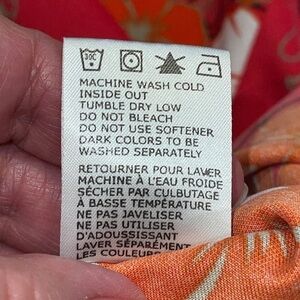 30C
MACHINE WASH COLD
INSIDE OUT
TUMBLE DRY LOW
DO NOT BLEACH
DO NOT USE SOFTENER
DARK COLORS TO BE
WASHED SEPARATELY
RETOURNER POUR LAVER
MACHINE À L'EAU FROIDE
SÉCHER PAR CULBUTAGE
À BASSE TEMPÉRATURE
NE PAS JAVELISER
NE PAS UTILISER
D'ADOUSSISSANT
LAVER SÉPARÉMENT
LES COULEURS